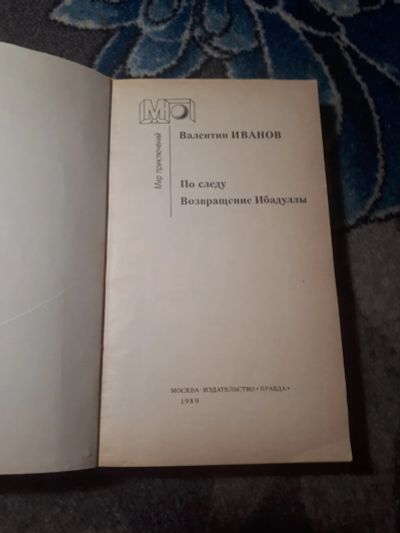 МП
Мир приключений
Валентин ИВАНОВ
По следу
Возвращение Ибадуллы
МОСКВА · ИЗДАТЕЛЬСТВО «ПРАВДА»
1989